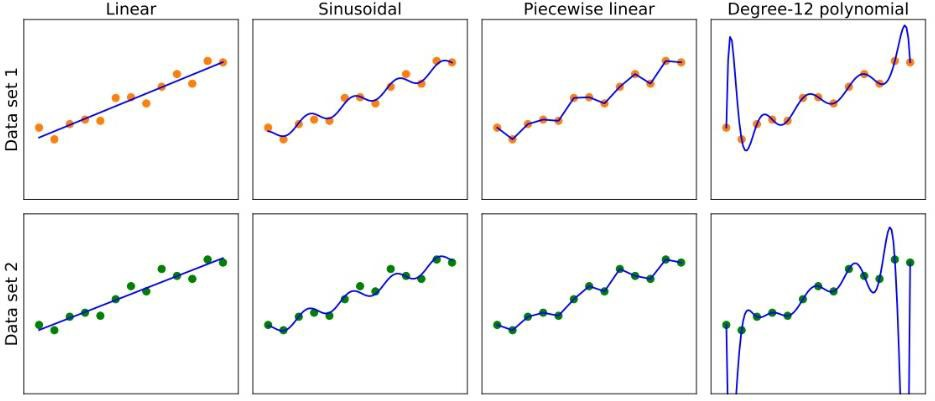 Linear
Sinusoidal
Piecewise linear
Degree-12 polynomial
Data set 1
Data set 2